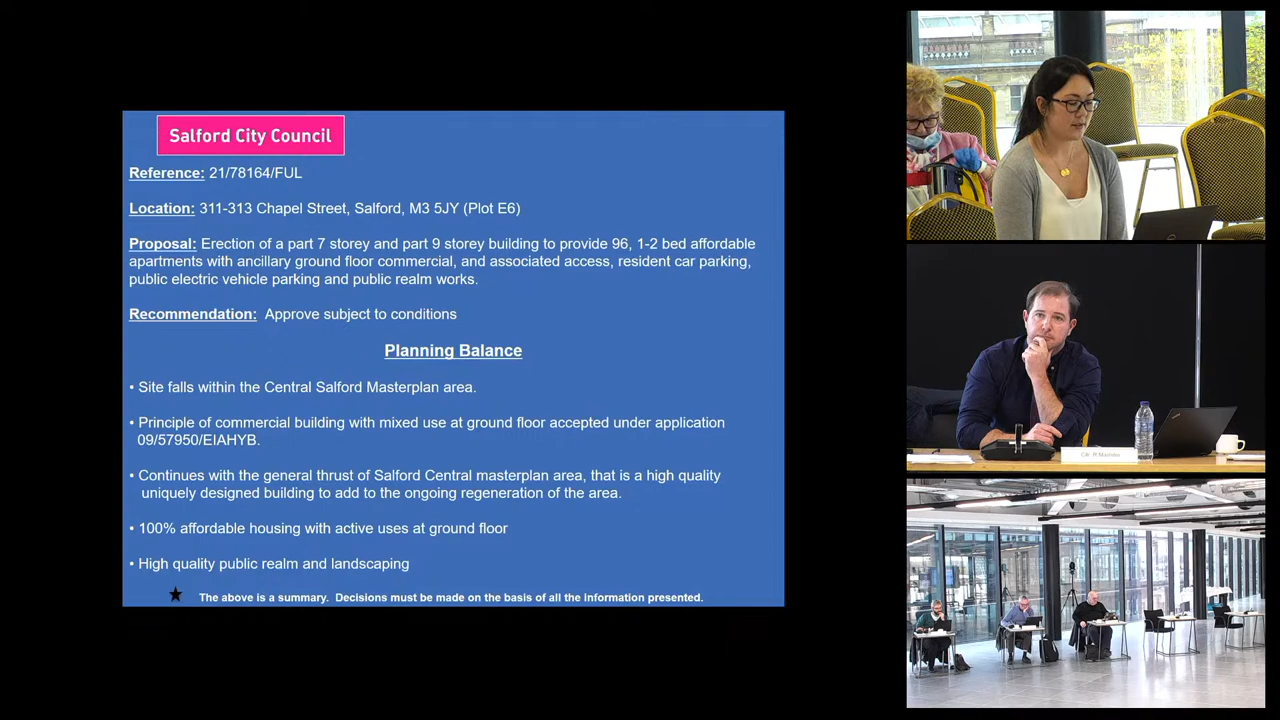 Salford City Council
Reference: 21/78164/FUL
Location: 311-313 Chapel Street, Salford, M3 5JY (Plot E6)
Proposal: Erection of a part 7 storey and part 9 storey building to provide 96, 1-2 bed affordable
apartments with ancillary ground floor commercial, and associated access, resident car parking,
public electric vehicle parking and public realm works.
Recommendation: Approve subject to conditions
Planning Balance
• Site falls within the Central Salford Masterplan area.
• Principle of commercial building with mixed use at ground floor accepted under application
09/57950/EIAHYB.
• Continues with the general thrust of Salford Central masterplan area, that is a high quality
uniquely designed building to add to the ongoing regeneration of the area.
• 100% affordable housing with active uses at ground floor
• High quality public realm and landscaping
★ The above is a summary. Decisions must be made on the basis of all the information presented.